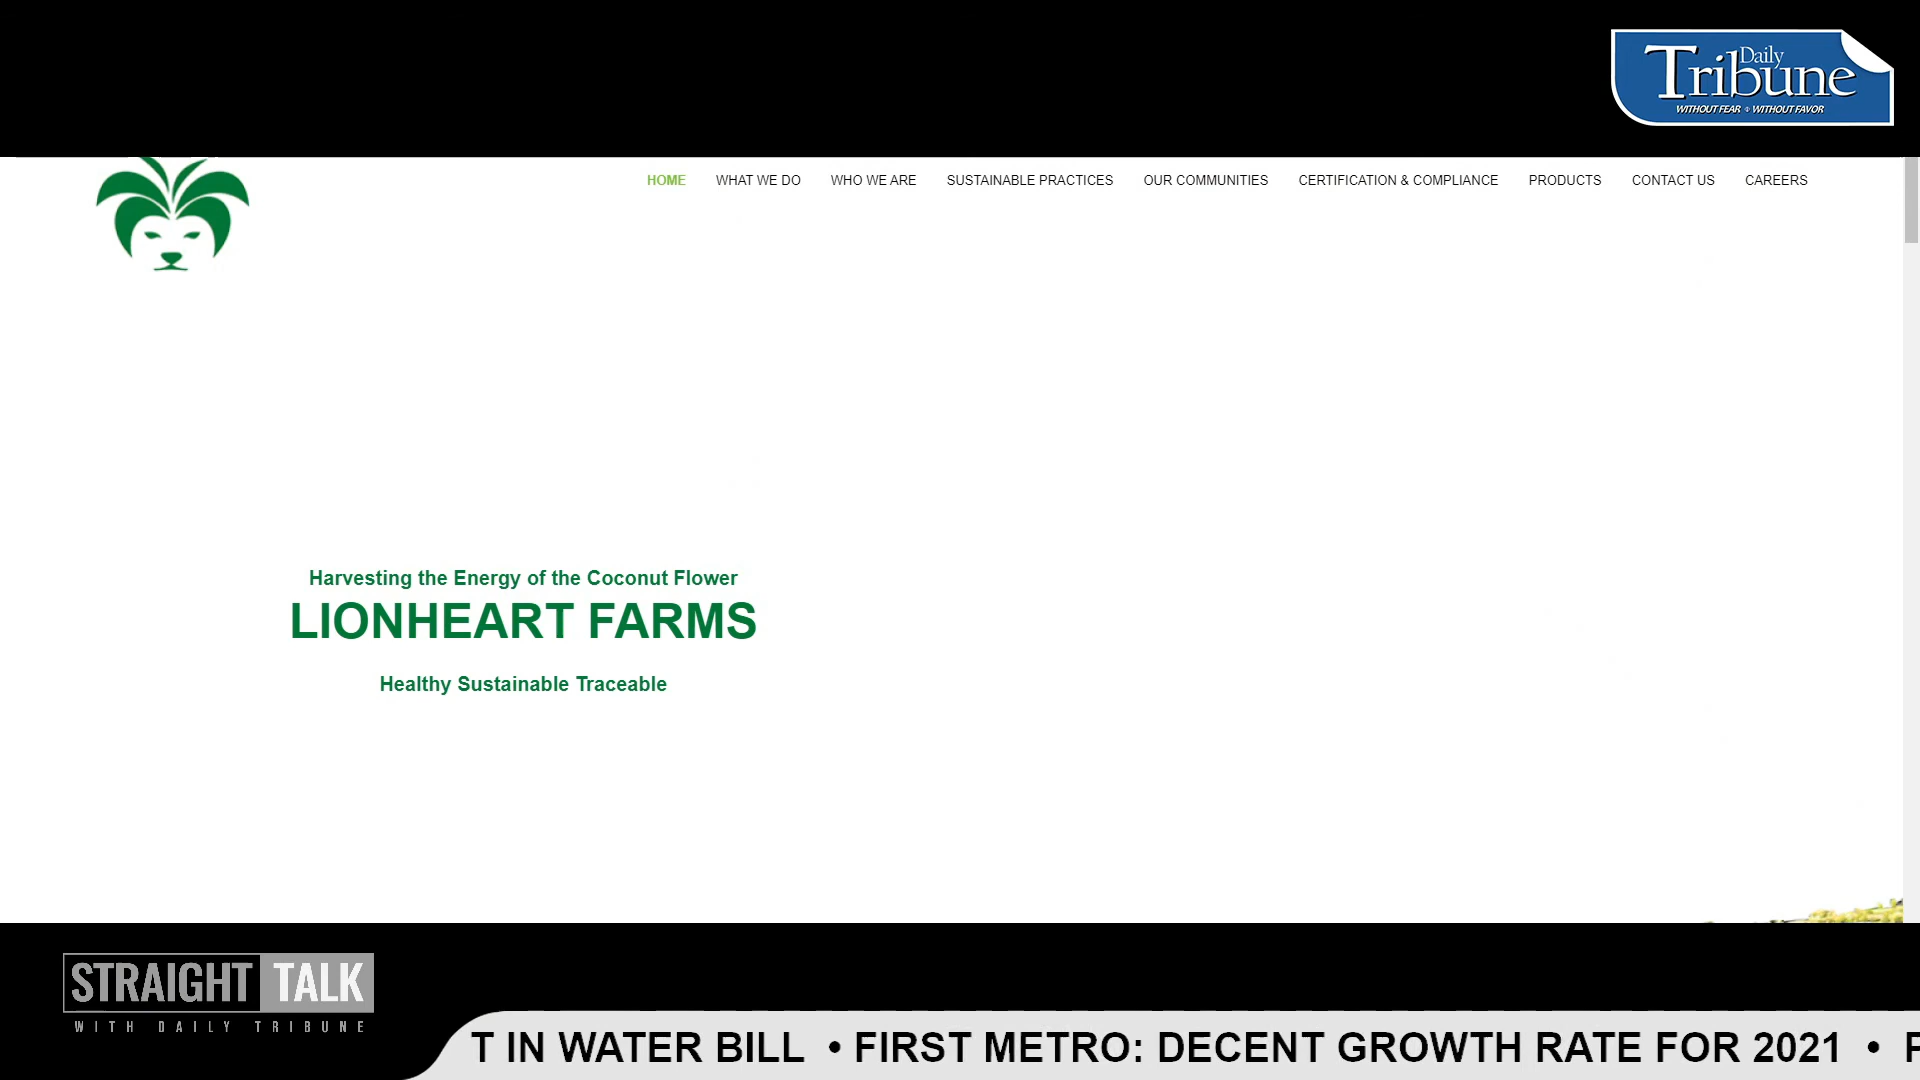 Daily
Tribune
WITHOUT FEAR WITHOUT FAVOR
HOME WHAT WE DO WHO WE ARE SUSTAINABLE PRACTICES OUR COMMUNITIES CERTIFICATION & COMPLIANCE PRODUCTS CONTACT US CAREERS
Harvesting the Energy of the Coconut Flower
LIONHEART FARMS
Healthy Sustainable Traceable
STRAIGHT TALK
WITH DAILY TRIBUNE
T IN WATER BILL • FIRST METRO: DECENT GROWTH RATE FOR 2021 •